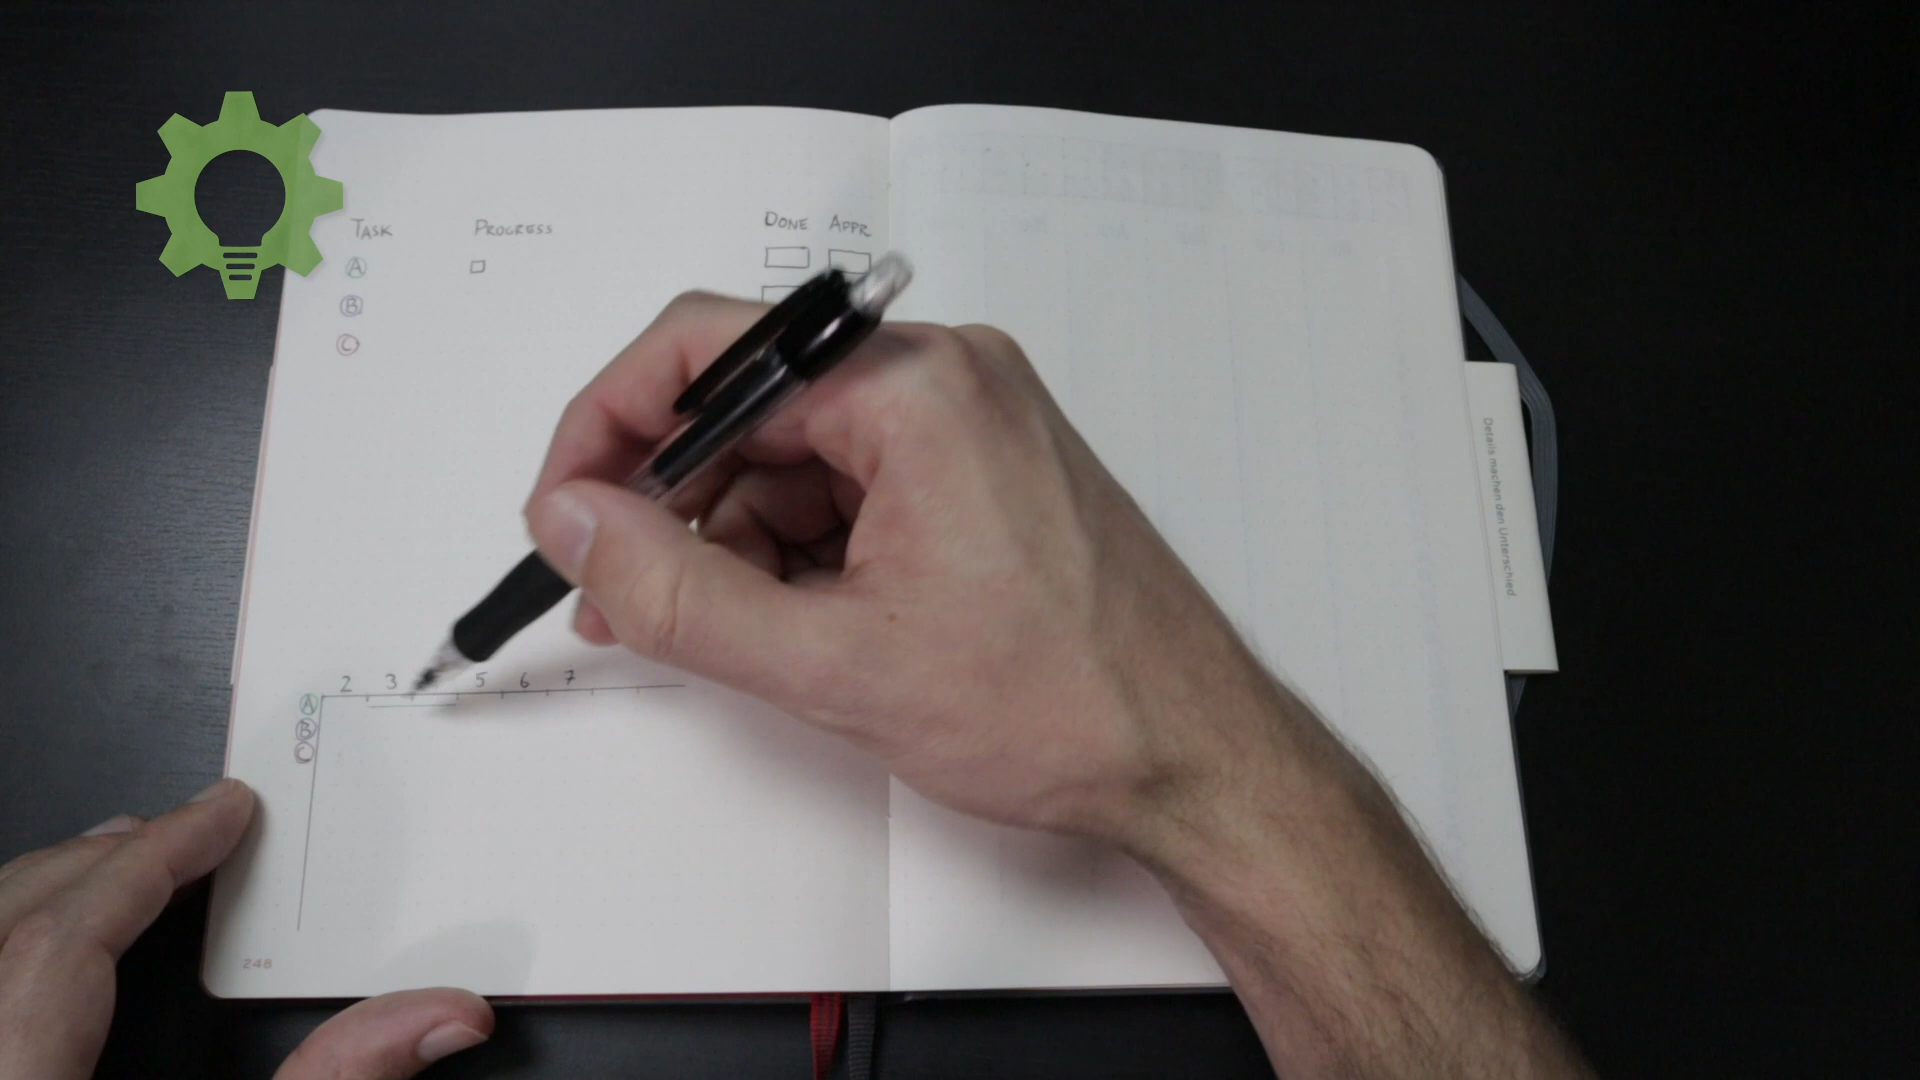 TASK PROGRESS DONE APPR.
A
B
C
Details machen den Unterschied.
2 3 5 6 7
A
B
C
248